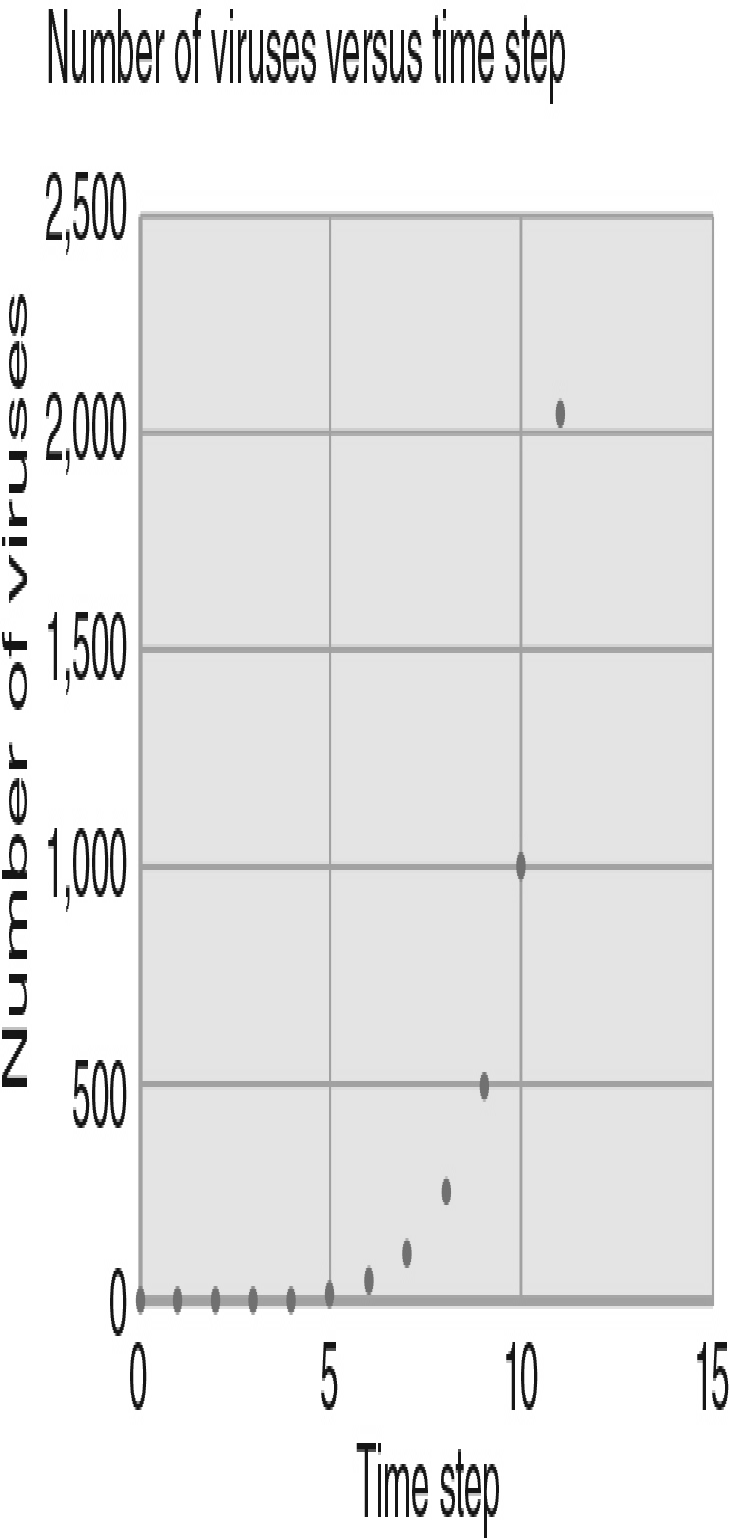 Number of viruses versus time step
Number of viruses
2,500
2,000
1,500
1,000
500
0
0 5 10 15
Time step